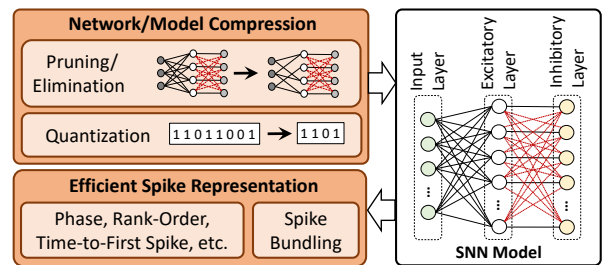 Network/Model Compression
Pruning/
Elimination
Quantization
11011001
1101
Efficient Spike Representation
Phase, Rank-Order,
Time-to-First Spike, etc.
Spike
Bundling
Input
Layer
Excitatory
Layer
Inhibitory
Layer
...
...
...
SNN Model